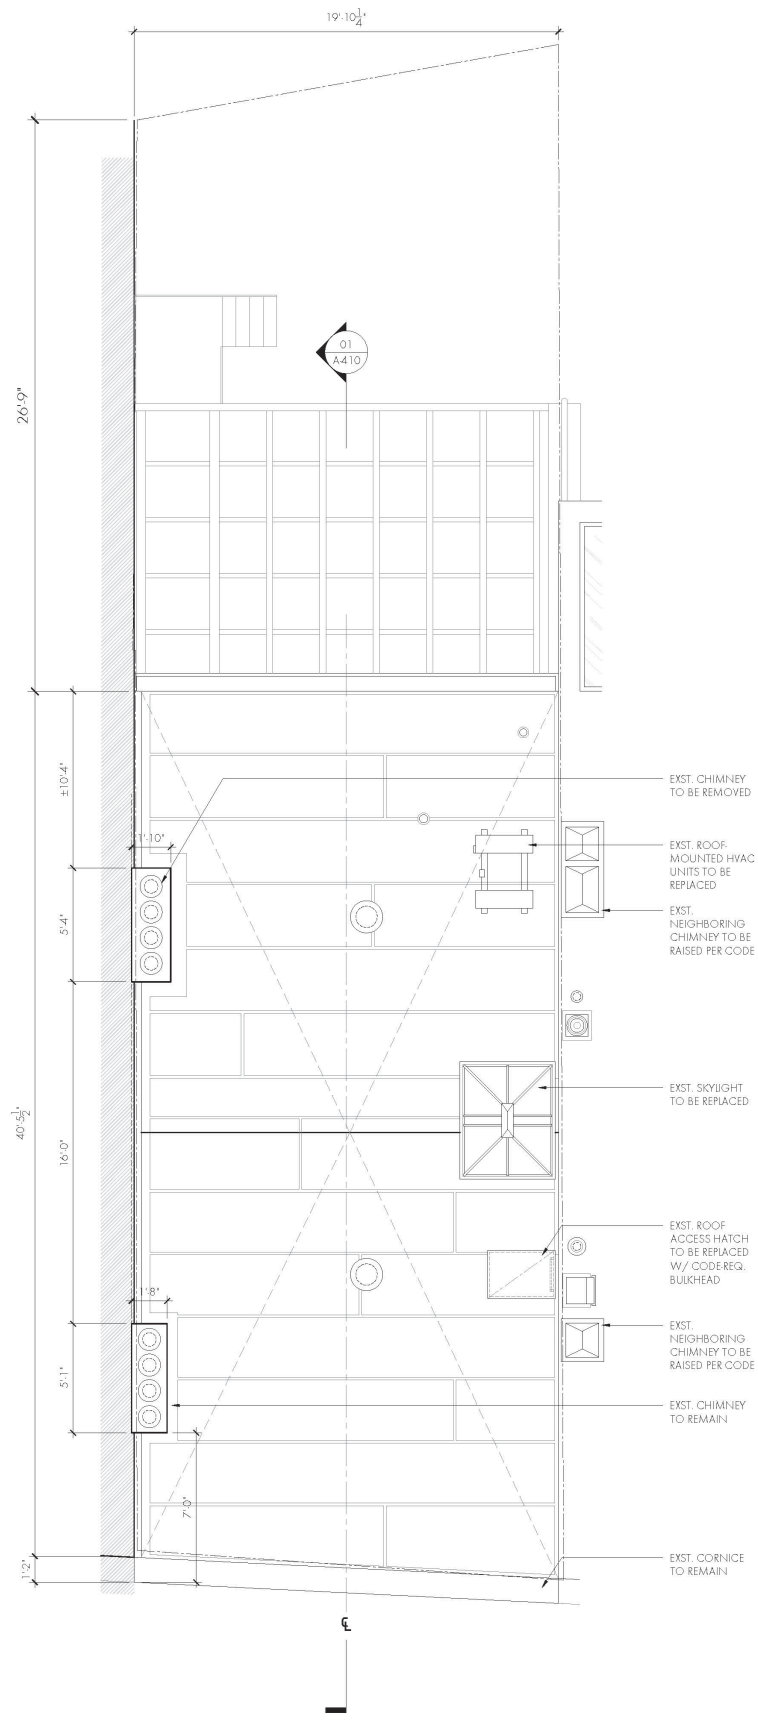 19'-10 1/4"
01
A-410
26'-9"
±10'-4"
EXST. CHIMNEY
TO BE REMOVED
1'-10"
EXST. ROOF-
MOUNTED HVAC
UNITS TO BE
REPLACED
5'-4"
EXST.
NEIGHBORING
CHIMNEY TO BE
RAISED PER CODE
EXST. SKYLIGHT
TO BE REPLACED
40'-5 1/2"
16'-0"
EXST. ROOF
ACCESS HATCH
TO BE REPLACED
W/ CODE-REQ.
BULKHEAD
1'-8"
EXST.
NEIGHBORING
CHIMNEY TO BE
RAISED PER CODE
5'-1"
EXST. CHIMNEY
TO REMAIN
7'-0"
1'-2"
EXST. CORNICE
TO REMAIN
℄